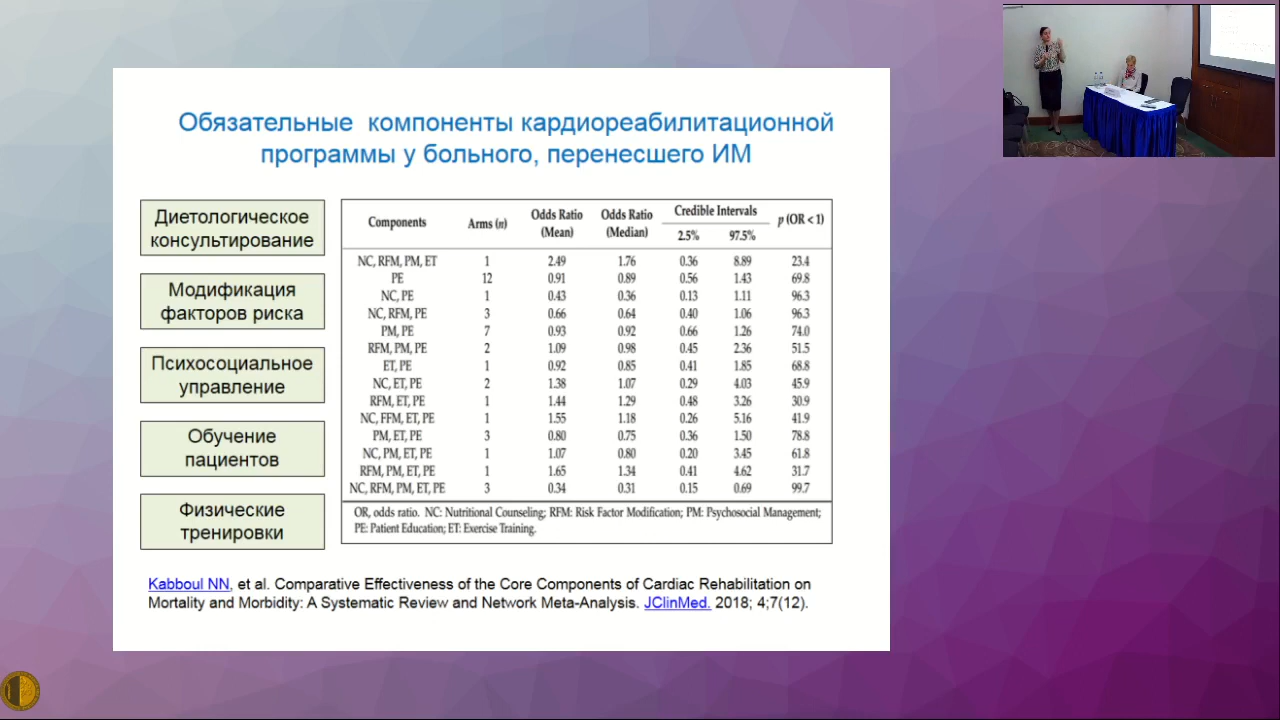 Обязательные компоненты кардиореабилитационной
программы у больного, перенесшего ИМ
Диетологическое
консультирование
Модификация
факторов риска
Психосоциальное
управление
Обучение
пациентов
Физические
тренировки
Components Arms (n) Odds Ratio (Mean) Odds Ratio (Median) Credible Intervals 2.5% 97.5% p (OR < 1)
NC, RFM, PM, ET 1 2.49 1.76 0.36 8.89 23.4
PE 12 0.91 0.89 0.56 1.43 69.8
NC, PE 1 0.43 0.36 0.13 1.11 96.3
NC, RFM, PE 3 0.66 0.64 0.40 1.06 96.3
PM, PE 7 0.93 0.92 0.66 1.26 74.0
RFM, PM, PE 2 1.09 0.98 0.45 2.36 51.5
ET, PE 1 0.92 0.85 0.41 1.85 68.8
NC, ET, PE 2 1.38 1.07 0.29 4.03 45.9
RFM, ET, PE 1 1.44 1.29 0.48 3.26 30.9
NC, FFM, ET, PE 1 1.55 1.18 0.26 5.16 41.9
PM, ET, PE 3 0.80 0.75 0.36 1.50 78.8
NC, PM, ET, PE 1 1.07 0.80 0.20 3.45 61.8
RFM, PM, ET, PE 1 1.65 1.34 0.41 4.62 31.7
NC, RFM, PM, ET, PE 3 0.34 0.31 0.15 0.69 99.7
OR, odds ratio. NC: Nutritional Counseling; RFM: Risk Factor Modification; PM: Psychosocial Management;
PE: Patient Education; ET: Exercise Training.
Kabboul NN, et al. Comparative Effectiveness of the Core Components of Cardiac Rehabilitation on
Mortality and Morbidity: A Systematic Review and Network Meta-Analysis. JClinMed. 2018; 4;7(12).